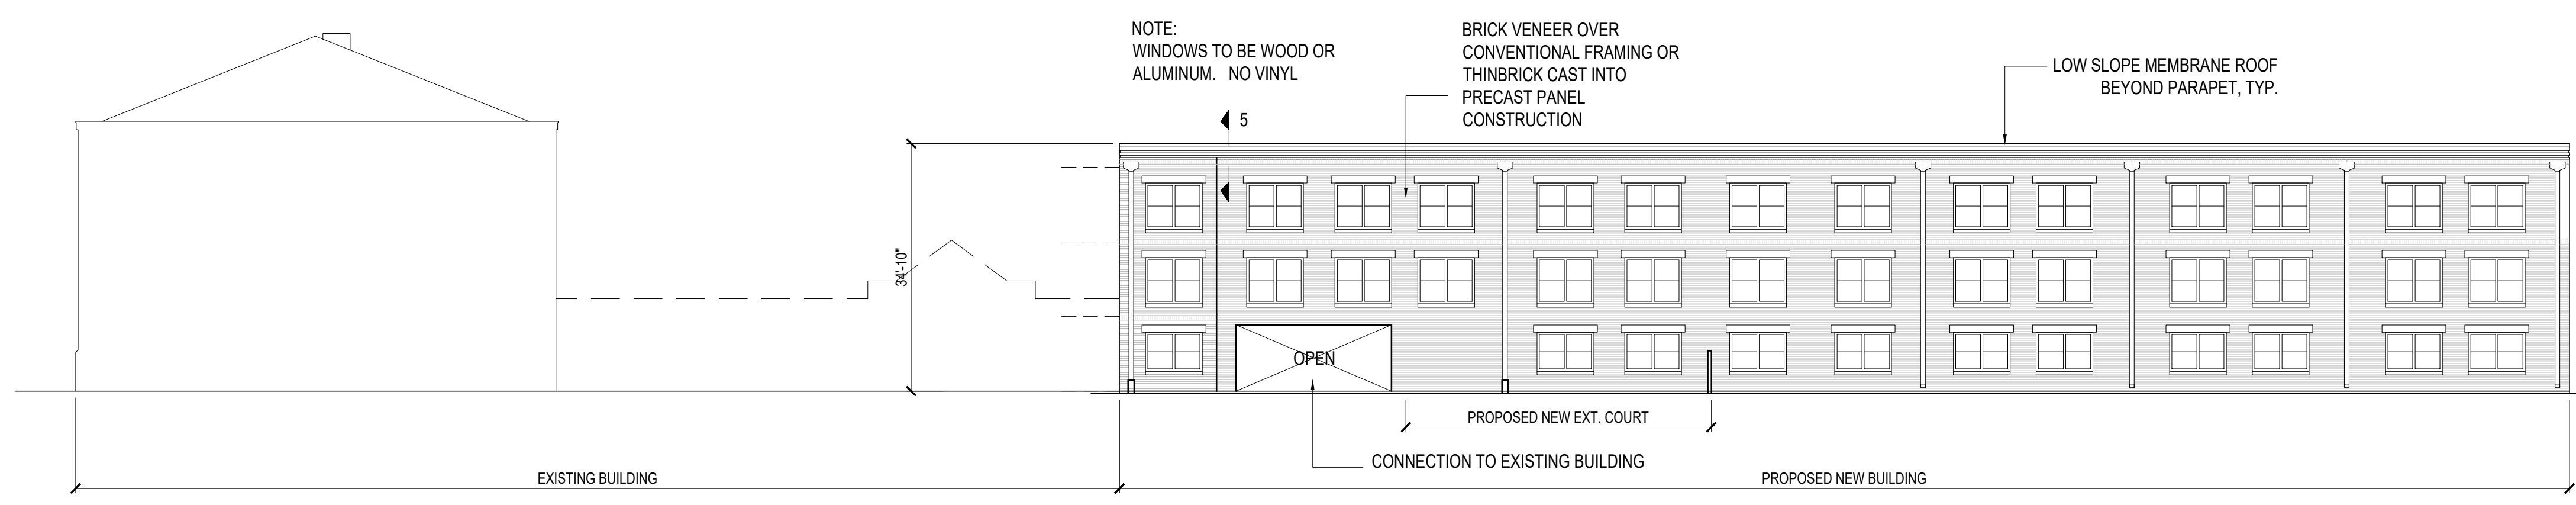 NOTE:
WINDOWS TO BE WOOD OR
ALUMINUM. NO VINYL
BRICK VENEER OVER
CONVENTIONAL FRAMING OR
THINBRICK CAST INTO
PRECAST PANEL
CONSTRUCTION
LOW SLOPE MEMBRANE ROOF
BEYOND PARAPET, TYP.
5
34'-10"
OPEN
PROPOSED NEW EXT. COURT
CONNECTION TO EXISTING BUILDING
EXISTING BUILDING
PROPOSED NEW BUILDING